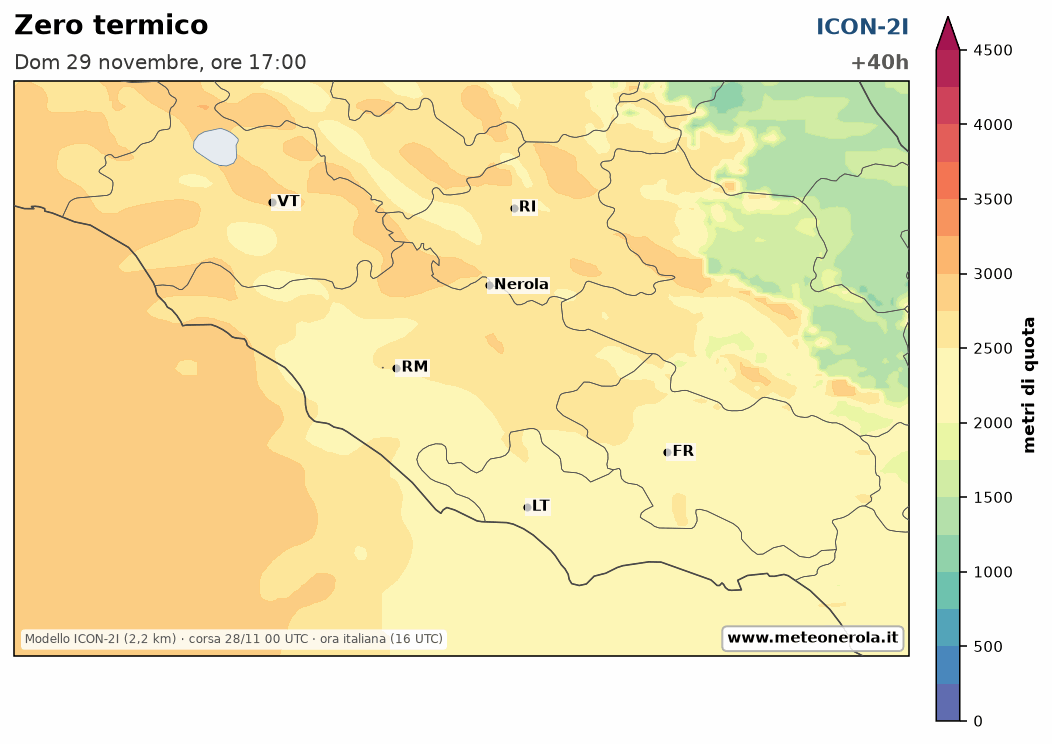 Zero termico
ICON-2I
Dom 29 novembre, ore 17:00
+40h
4500
4000
3500
3000
2500
2000
1500
1000
500
0
metri di quota
VT
RI
Nerola
RM
FR
LT
Modello ICON-2I (2,2 km) · corsa 28/11 00 UTC · ora italiana (16 UTC)
www.meteonerola.it